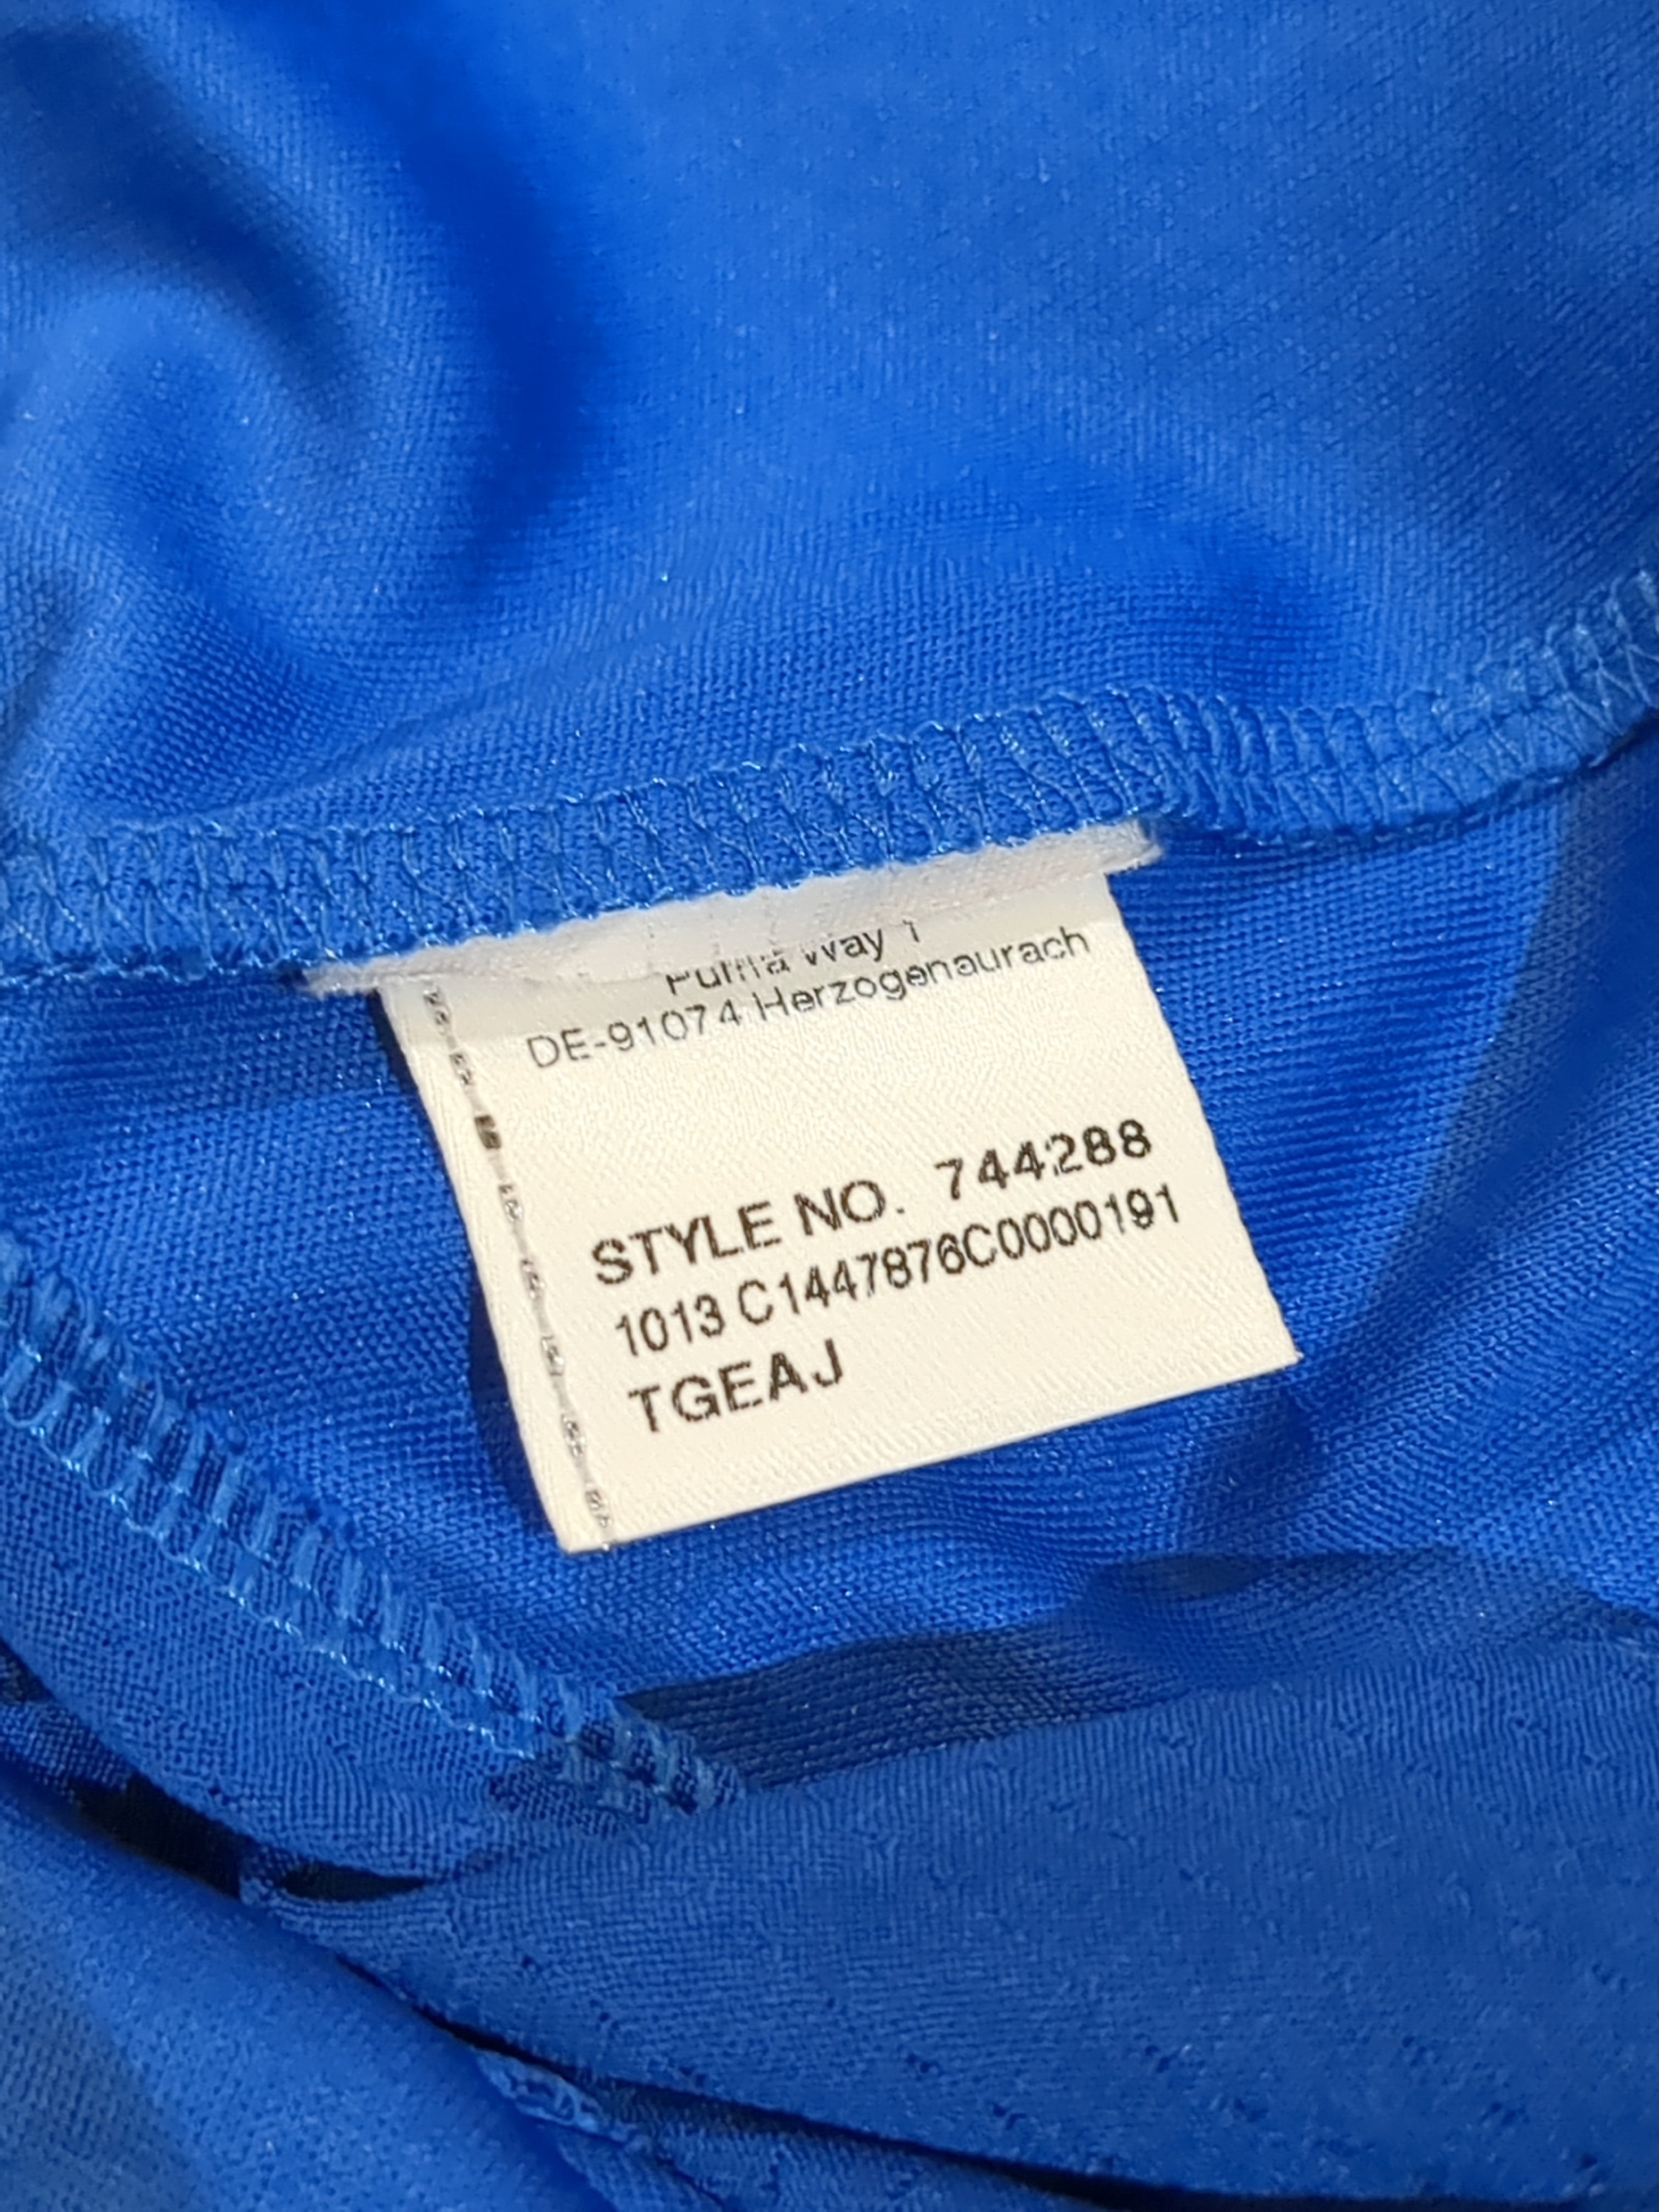 Puma Way 1
DE-91074 Herzogenaurach
STYLE NO. 744288
1013 C1447876C0000191
TGEAJ